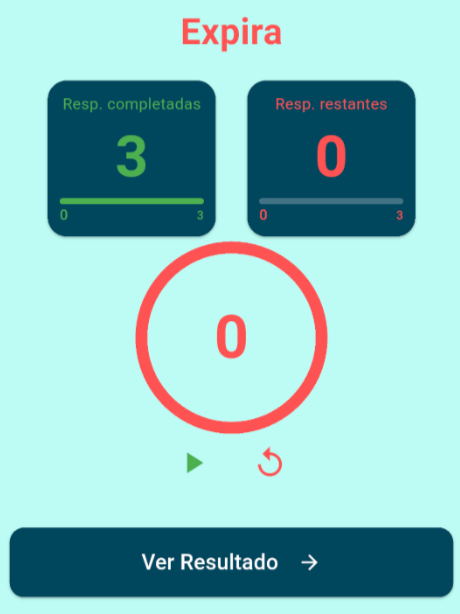 Expira
Resp. completadas
3
0 3
Resp. restantes
0
0 3
0
Ver Resultado